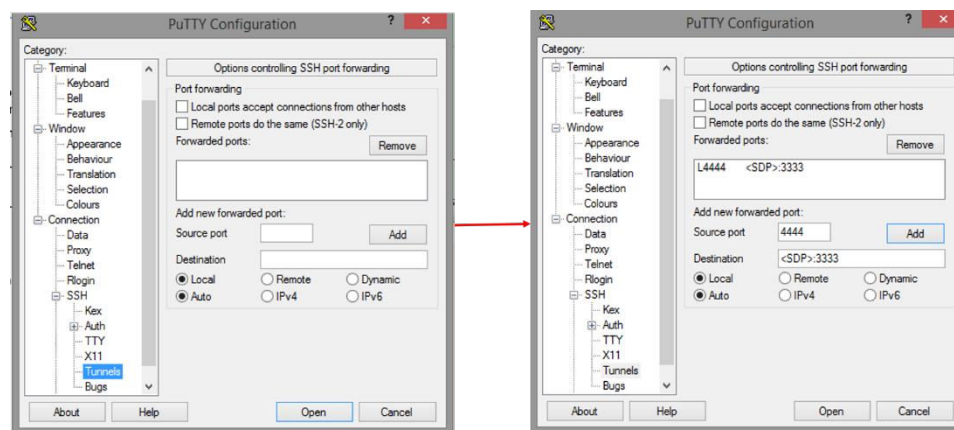 PuTTY Configuration
?
×
Category:
Terminal
Keyboard
Bell
Features
Window
Appearance
Behaviour
Translation
Selection
Colours
Connection
Data
Proxy
Telnet
Rlogin
SSH
Kex
Auth
TTY
X11
Tunnels
Bugs
Options controlling SSH port forwarding
Port forwarding
Local ports accept connections from other hosts
Remote ports do the same (SSH-2 only)
Forwarded ports:
Remove
Add new forwarded port:
Source port
Add
Destination
Local Remote Dynamic
Auto IPv4 IPv6
About Help Open Cancel
PuTTY Configuration
?
×
Category:
Terminal
Keyboard
Bell
Features
Window
Appearance
Behaviour
Translation
Selection
Colours
Connection
Data
Proxy
Telnet
Rlogin
SSH
Kex
Auth
TTY
X11
Tunnels
Bugs
Options controlling SSH port forwarding
Port forwarding
Local ports accept connections from other hosts
Remote ports do the same (SSH-2 only)
Forwarded ports:
Remove
L4444 <SDP>:3333
Add new forwarded port:
Source port 4444
Add
Destination <SDP>:3333
Local Remote Dynamic
Auto IPv4 IPv6
About Help Open Cancel